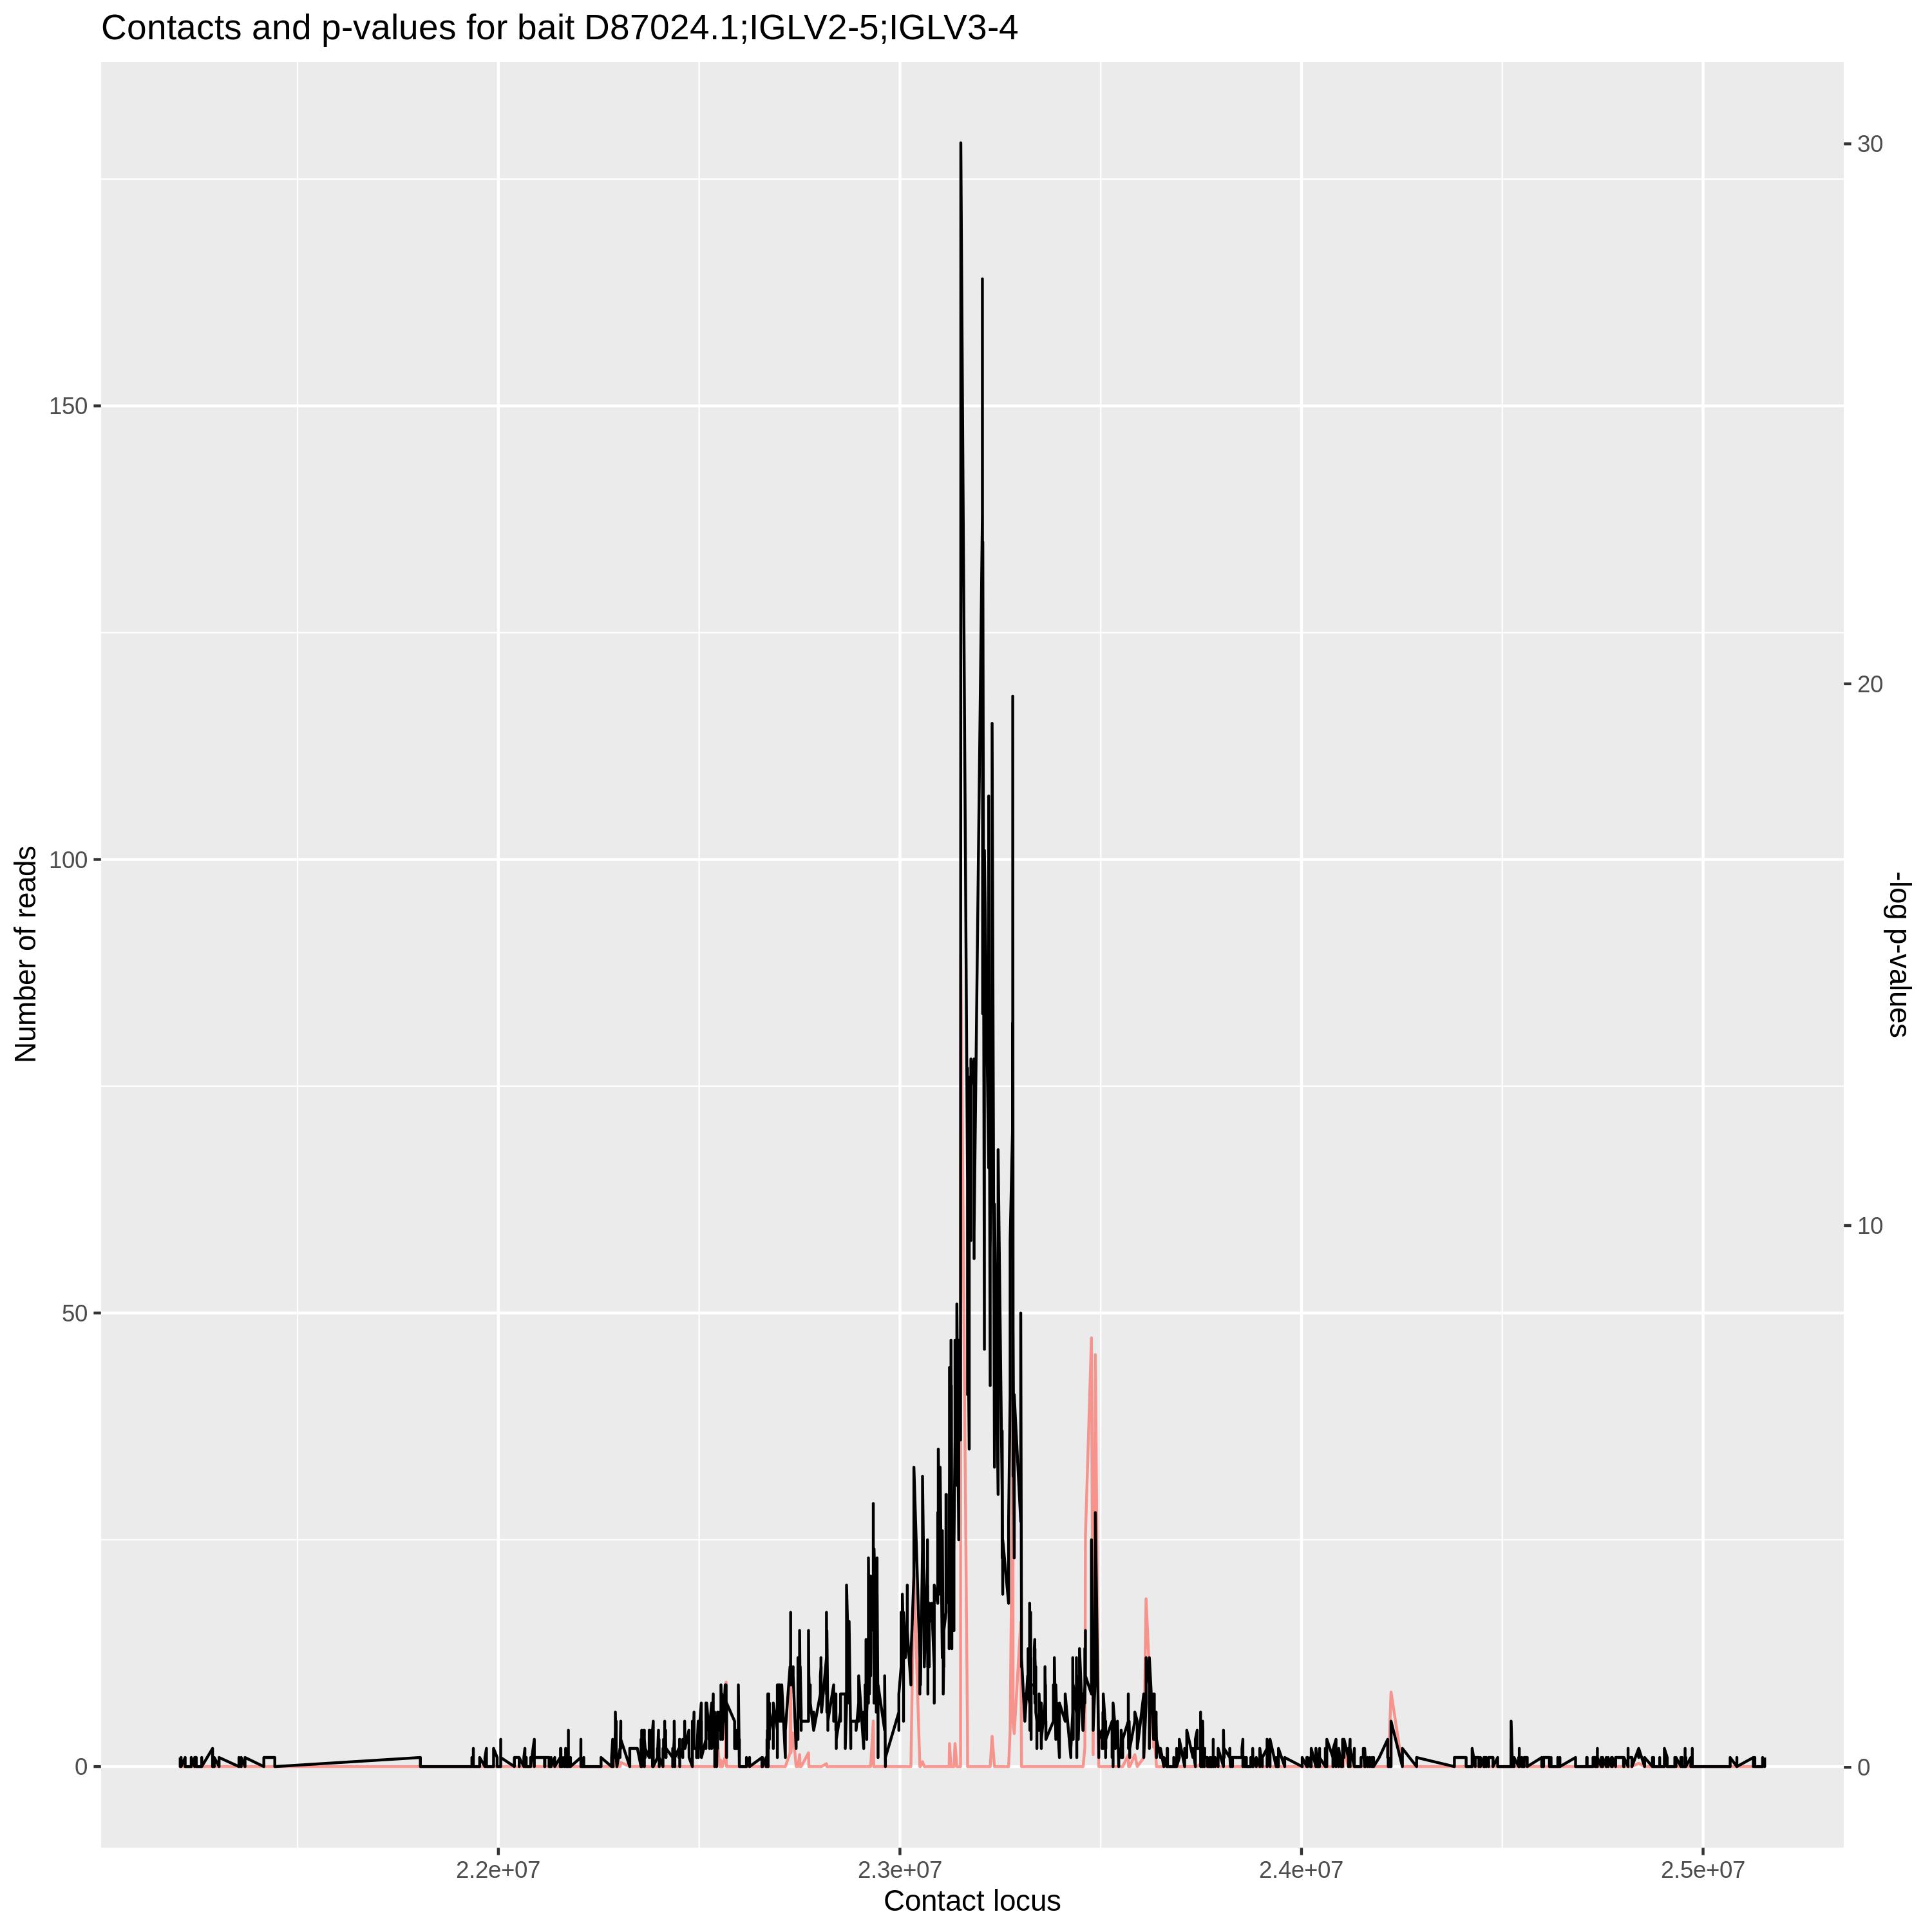 Contacts and p-values for bait D87024.1;IGLV2-5;IGLV3-4
Number of reads
150
100
50
0
-log p-values
30
20
10
0
2.2e+07
2.3e+07
2.4e+07
2.5e+07
Contact locus